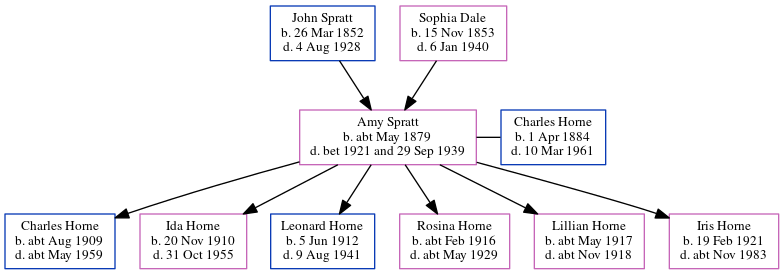 John Spratt
b. 26 Mar 1852
d. 4 Aug 1928
Sophia Dale
b. 15 Nov 1853
d. 6 Jan 1940
Amy Spratt
b. abt May 1879
d. bet 1921 and 29 Sep 1939
Charles Horne
b. 1 Apr 1884
d. 10 Mar 1961
Charles Horne
b. abt Aug 1909
d. abt May 1959
Ida Horne
b. 20 Nov 1910
d. 31 Oct 1955
Leonard Horne
b. 5 Jun 1912
d. 9 Aug 1941
Rosina Horne
b. abt Feb 1916
d. abt May 1929
Lillian Horne
b. abt May 1917
d. abt Nov 1918
Iris Horne
b. 19 Feb 1921
d. abt Nov 1983